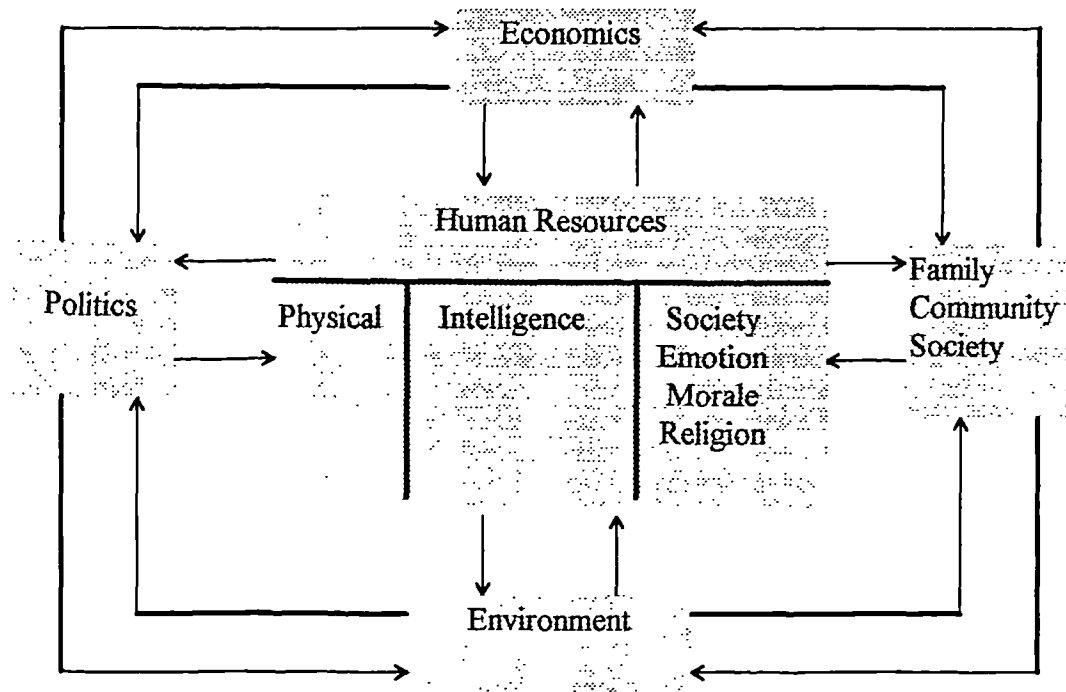 Economics
Human Resources
Politics
Physical
Intelligence
Society
Emotion
Morale
Religion
Family
Community
Society
Environment